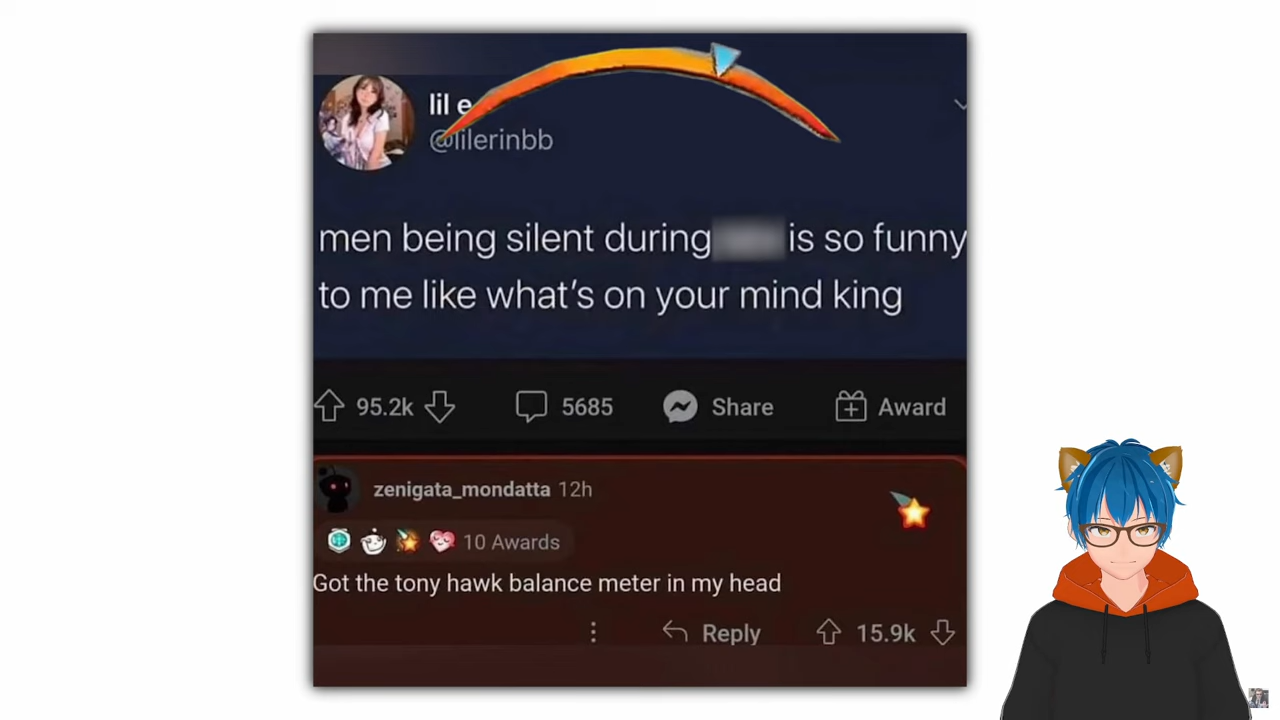 lil e
@lilerinbb
men being silent during is so funny
to me like what's on your mind king
95.2k 5685 Share Award
zenigata_mondatta 12h
10 Awards
Got the tony hawk balance meter in my head
Reply 15.9k